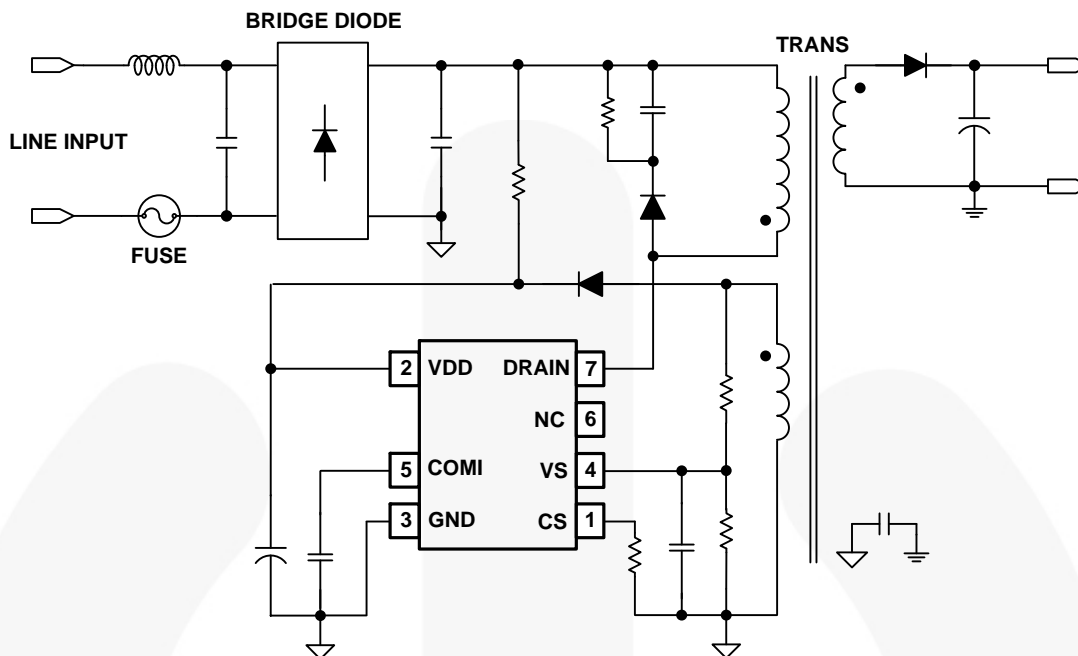 BRIDGE DIODE
TRANS
LINE INPUT
FUSE
2 VDD DRAIN 7
NC 6
5 COMI VS 4
3 GND CS 1